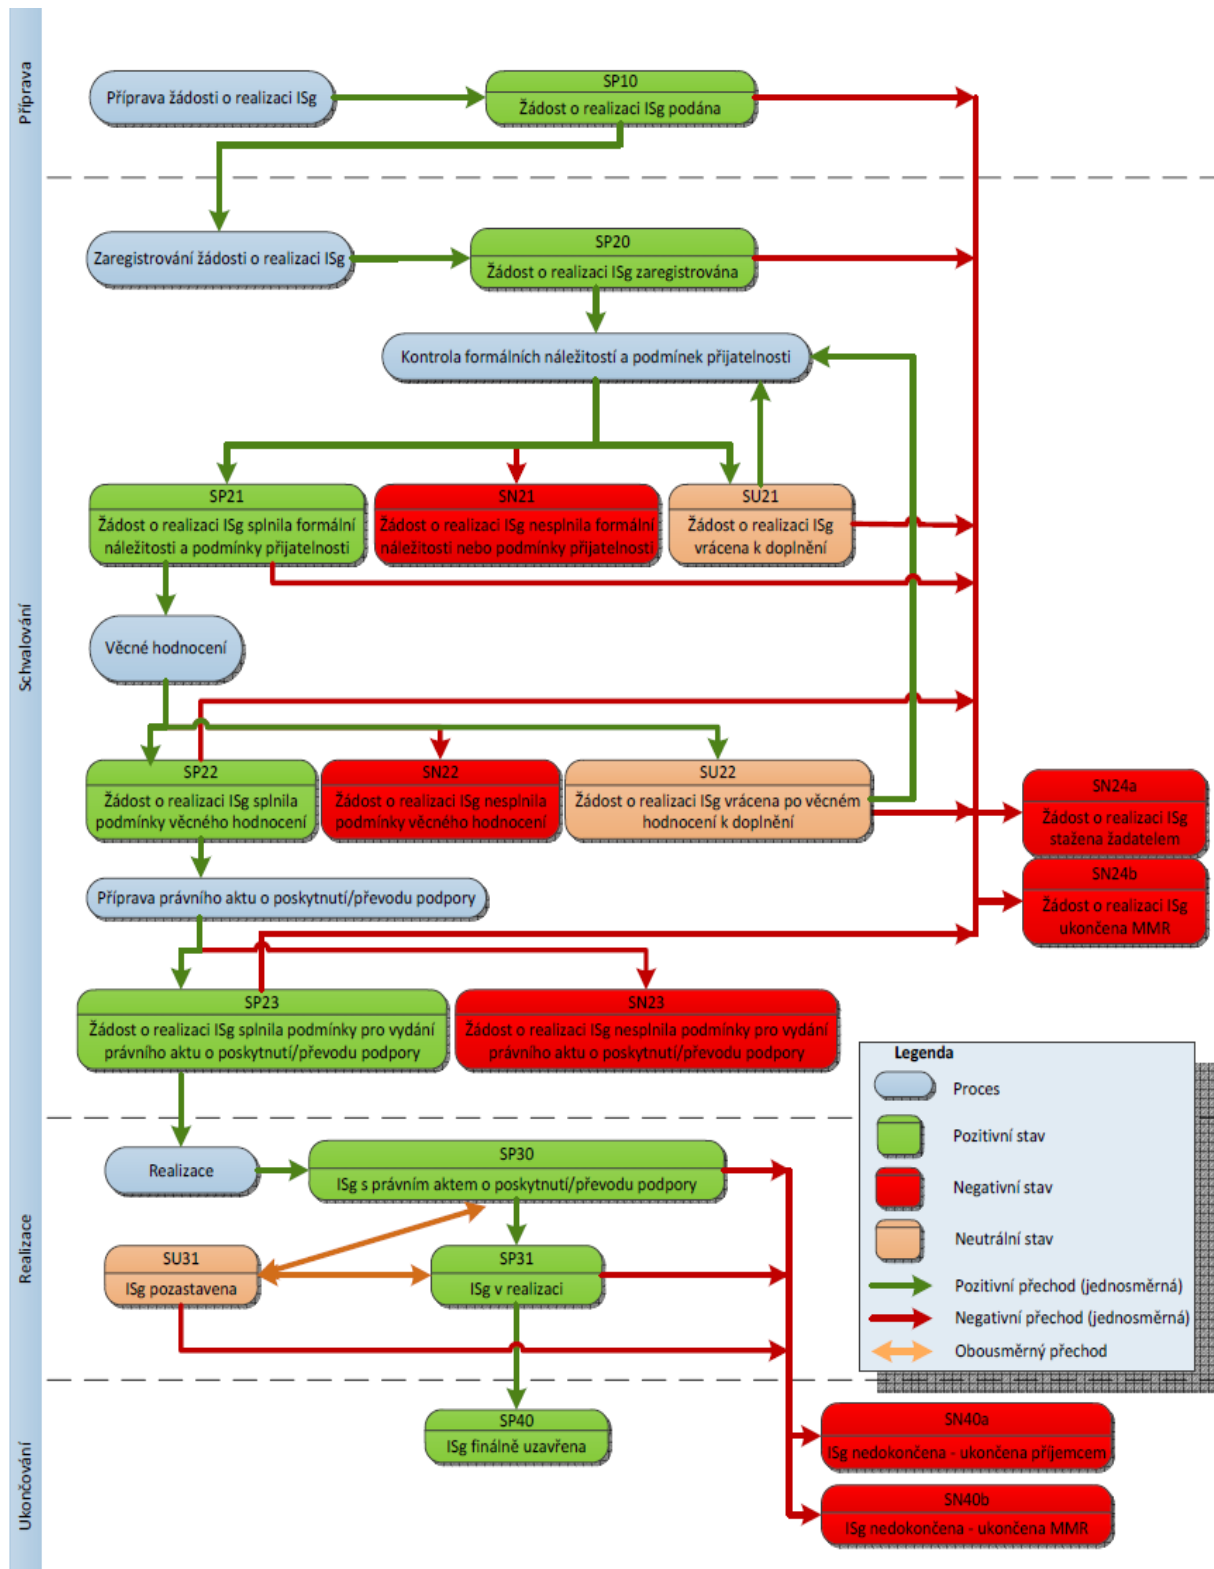 Příprava
Příprava žádosti o realizaci ISg
SP10
Žádost o realizaci ISg podána
Schvalování
Zaregistrování žádosti o realizaci ISg
SP20
Žádost o realizaci ISg zaregistrována
Kontrola formálních náležitostí a podmínek přijatelnosti
SP21
Žádost o realizaci ISg splnila formální
náležitosti a podmínky přijatelnosti
SN21
Žádost o realizaci ISg nesplnila formální
náležitosti nebo podmínky přijatelnosti
SU21
Žádost o realizaci ISg
vrácena k doplnění
Věcné hodnocení
SP22
Žádost o realizaci ISg splnila
podmínky věcného hodnocení
SN22
Žádost o realizaci ISg nesplnila
podmínky věcného hodnocení
SU22
Žádost o realizaci ISg vrácena po věcném
hodnocení k doplnění
SN24a
Žádost o realizaci ISg
stažena žadatelem
SN24b
Žádost o realizaci ISg
ukončena MMR
Příprava právního aktu o poskytnutí/převodu podpory
SP23
Žádost o realizaci ISg splnila podmínky pro vydání
právního aktu o poskytnutí/převodu podpory
SN23
Žádost o realizaci ISg nesplnila podmínky pro vydání
právního aktu o poskytnutí/převodu podpory
Legenda
Proces
Pozitivní stav
Negativní stav
Neutrální stav
Pozitivní přechod (jednosměrná)
Negativní přechod (jednosměrná)
Obousměrný přechod
Realizace
Realizace
SP30
ISg s právním aktem o poskytnutí/převodu podpory
SU31
ISg pozastavena
SP31
ISg v realizaci
Ukončování
SP40
ISg finálně uzavřena
SN40a
ISg nedokončena - ukončena příjemcem
SN40b
ISg nedokončena - ukončena MMR